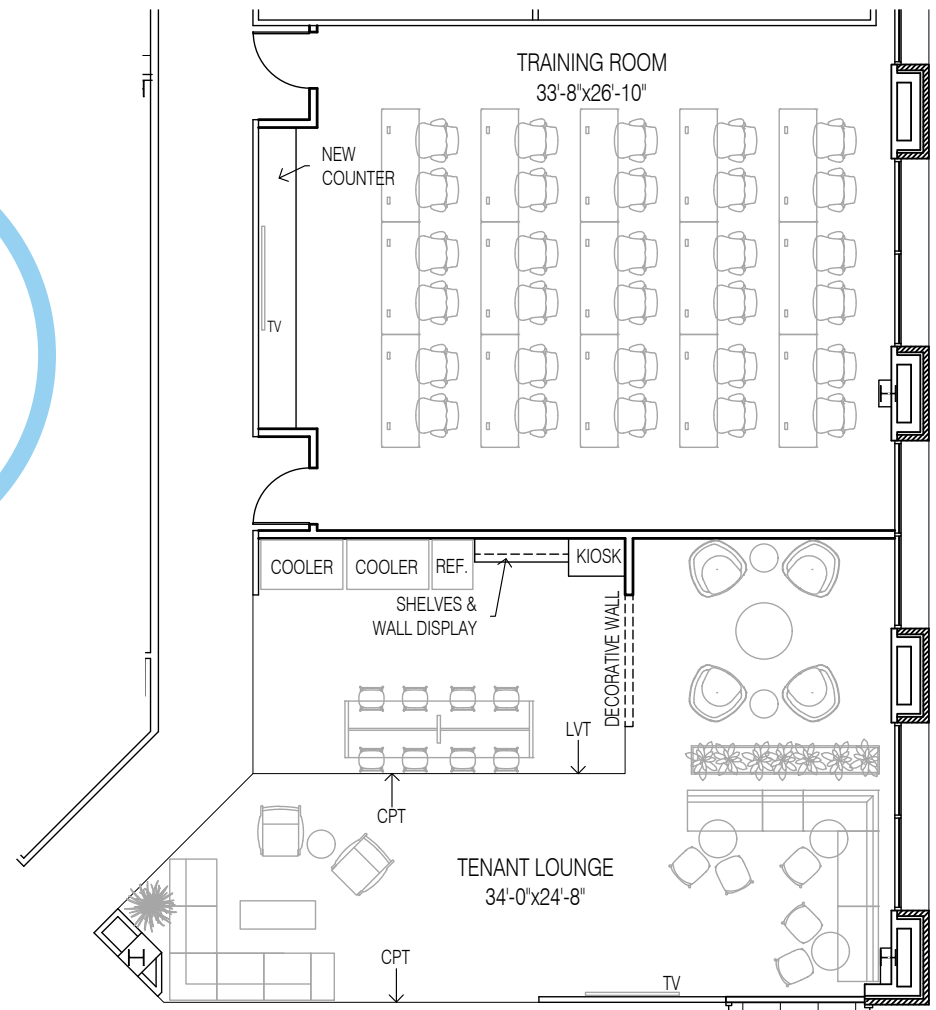 TRAINING ROOM
33'-8"x26'-10"
NEW
COUNTER
TV
COOLER
COOLER
REF.
KIOSK
SHELVES &
WALL DISPLAY
DECORATIVE WALL
LVT
CPT
TENANT LOUNGE
34'-0"x24'-8"
CPT
TV